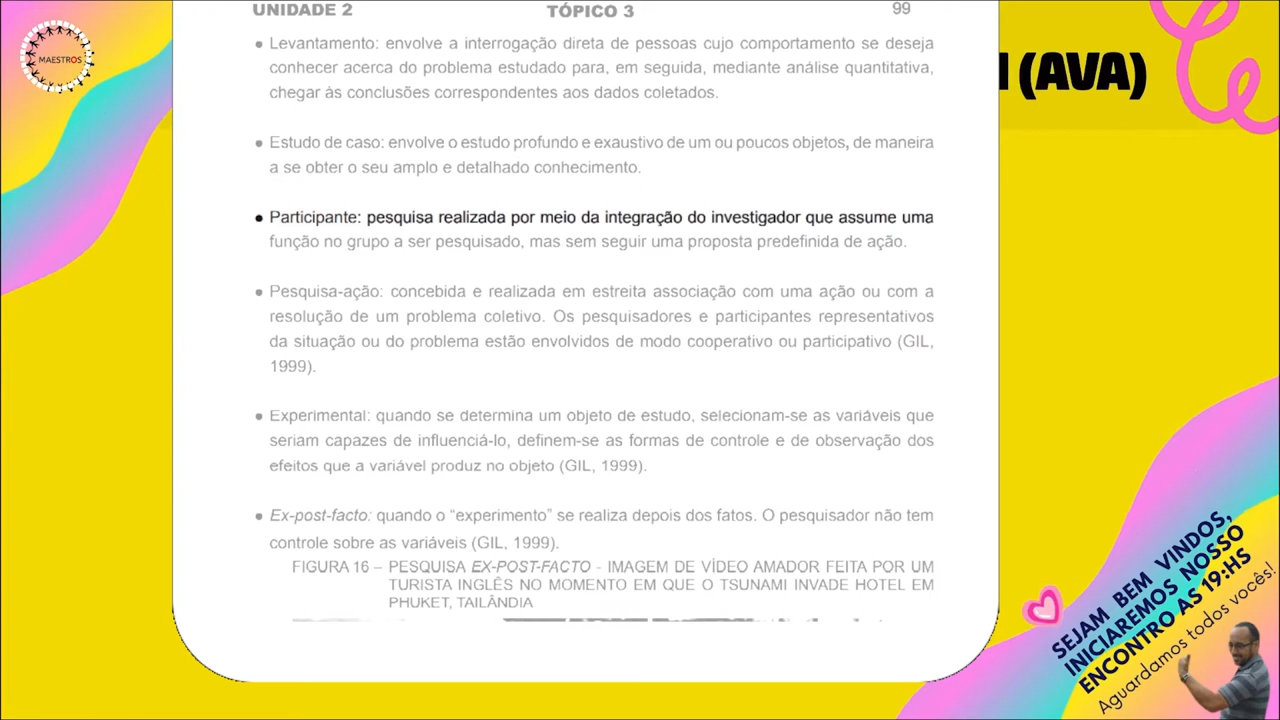 UNIDADE 2
TÓPICO 3
99
MAESTROS
(AVA)
• Levantamento: envolve a interrogação direta de pessoas cujo comportamento se deseja
conhecer acerca do problema estudado para, em seguida, mediante análise quantitativa,
chegar às conclusões correspondentes aos dados coletados.
• Estudo de caso: envolve o estudo profundo e exaustivo de um ou poucos objetos, de maneira
a se obter o seu amplo e detalhado conhecimento.
• Participante: pesquisa realizada por meio da integração do investigador que assume uma
função no grupo a ser pesquisado, mas sem seguir uma proposta predefinida de ação.
• Pesquisa-ação: concebida e realizada em estreita associação com uma ação ou com a
resolução de um problema coletivo. Os pesquisadores e participantes representativos
da situação ou do problema estão envolvidos de modo cooperativo ou participativo (GIL,
1999).
• Experimental: quando se determina um objeto de estudo, selecionam-se as variáveis que
seriam capazes de influenciá-lo, definem-se as formas de controle e de observação dos
efeitos que a variável produz no objeto (GIL, 1999).
• Ex-post-facto: quando o “experimento” se realiza depois dos fatos. O pesquisador não tem
controle sobre as variáveis (GIL, 1999).
FIGURA 16 – PESQUISA EX-POST-FACTO - IMAGEM DE VÍDEO AMADOR FEITA POR UM
TURISTA INGLÊS NO MOMENTO EM QUE O TSUNAMI INVADE HOTEL EM
PHUKET, TAILÂNDIA
SEJAM BEM VINDOS,
INICIAREMOS NOSSO
ENCONTRO AS 19:HS
Aguardamos todos vocês!